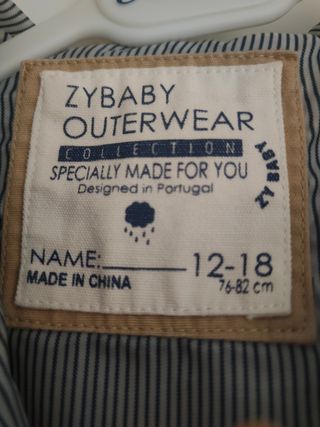 ZYBABY
OUTERWEAR
COLLECTION
SPECIALLY MADE FOR YOU
Designed in Portugal
ZY BABY
NAME: 12-18
MADE IN CHINA 76-82 cm